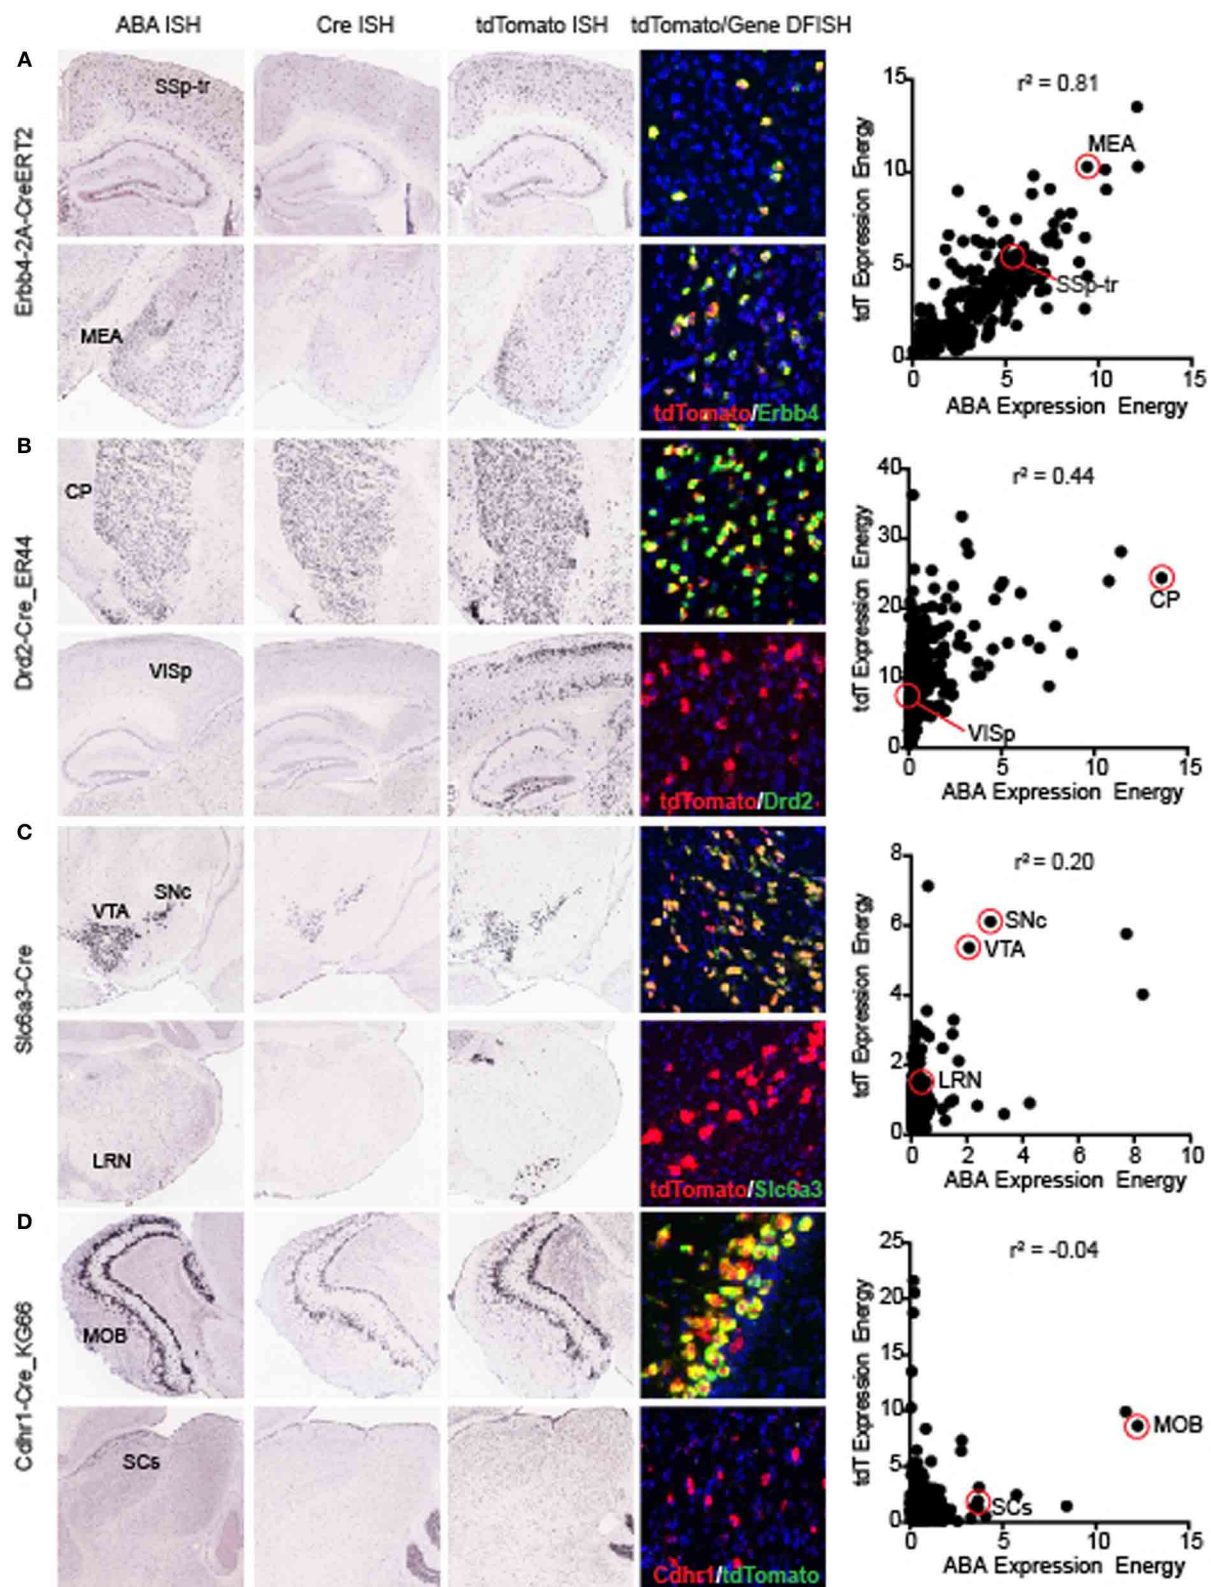 ABA ISH Cre ISH tdTomato ISH tdTomato/Gene DFISH
A
Erbb4-2A-CreERT2
SSp-tr
MEA
tdTomato/Erbb4
r² = 0.81
15
10
5
0
tdT Expression Energy
MEA
SSp-tr
0 5 10 15
ABA Expression Energy
B
Drd2-Cre_ER44
CP
VISp
tdTomato/Drd2
r² = 0.44
40
30
20
10
0
tdT Expression Energy
CP
VISp
0 5 10 15
ABA Expression Energy
C
Slc6a3-Cre
SNc
VTA
LRN
tdTomato/Slc6a3
r² = 0.20
8
6
4
2
0
tdT Expression Energy
SNc
VTA
LRN
0 2 4 6 8 10
ABA Expression Energy
D
Cdhr1-Cre_KG66
MOB
SCs
Cdhr1/tdTomato
r² = -0.04
25
20
15
10
5
0
tdT Expression Energy
MOB
SCs
0 5 10 15
ABA Expression Energy